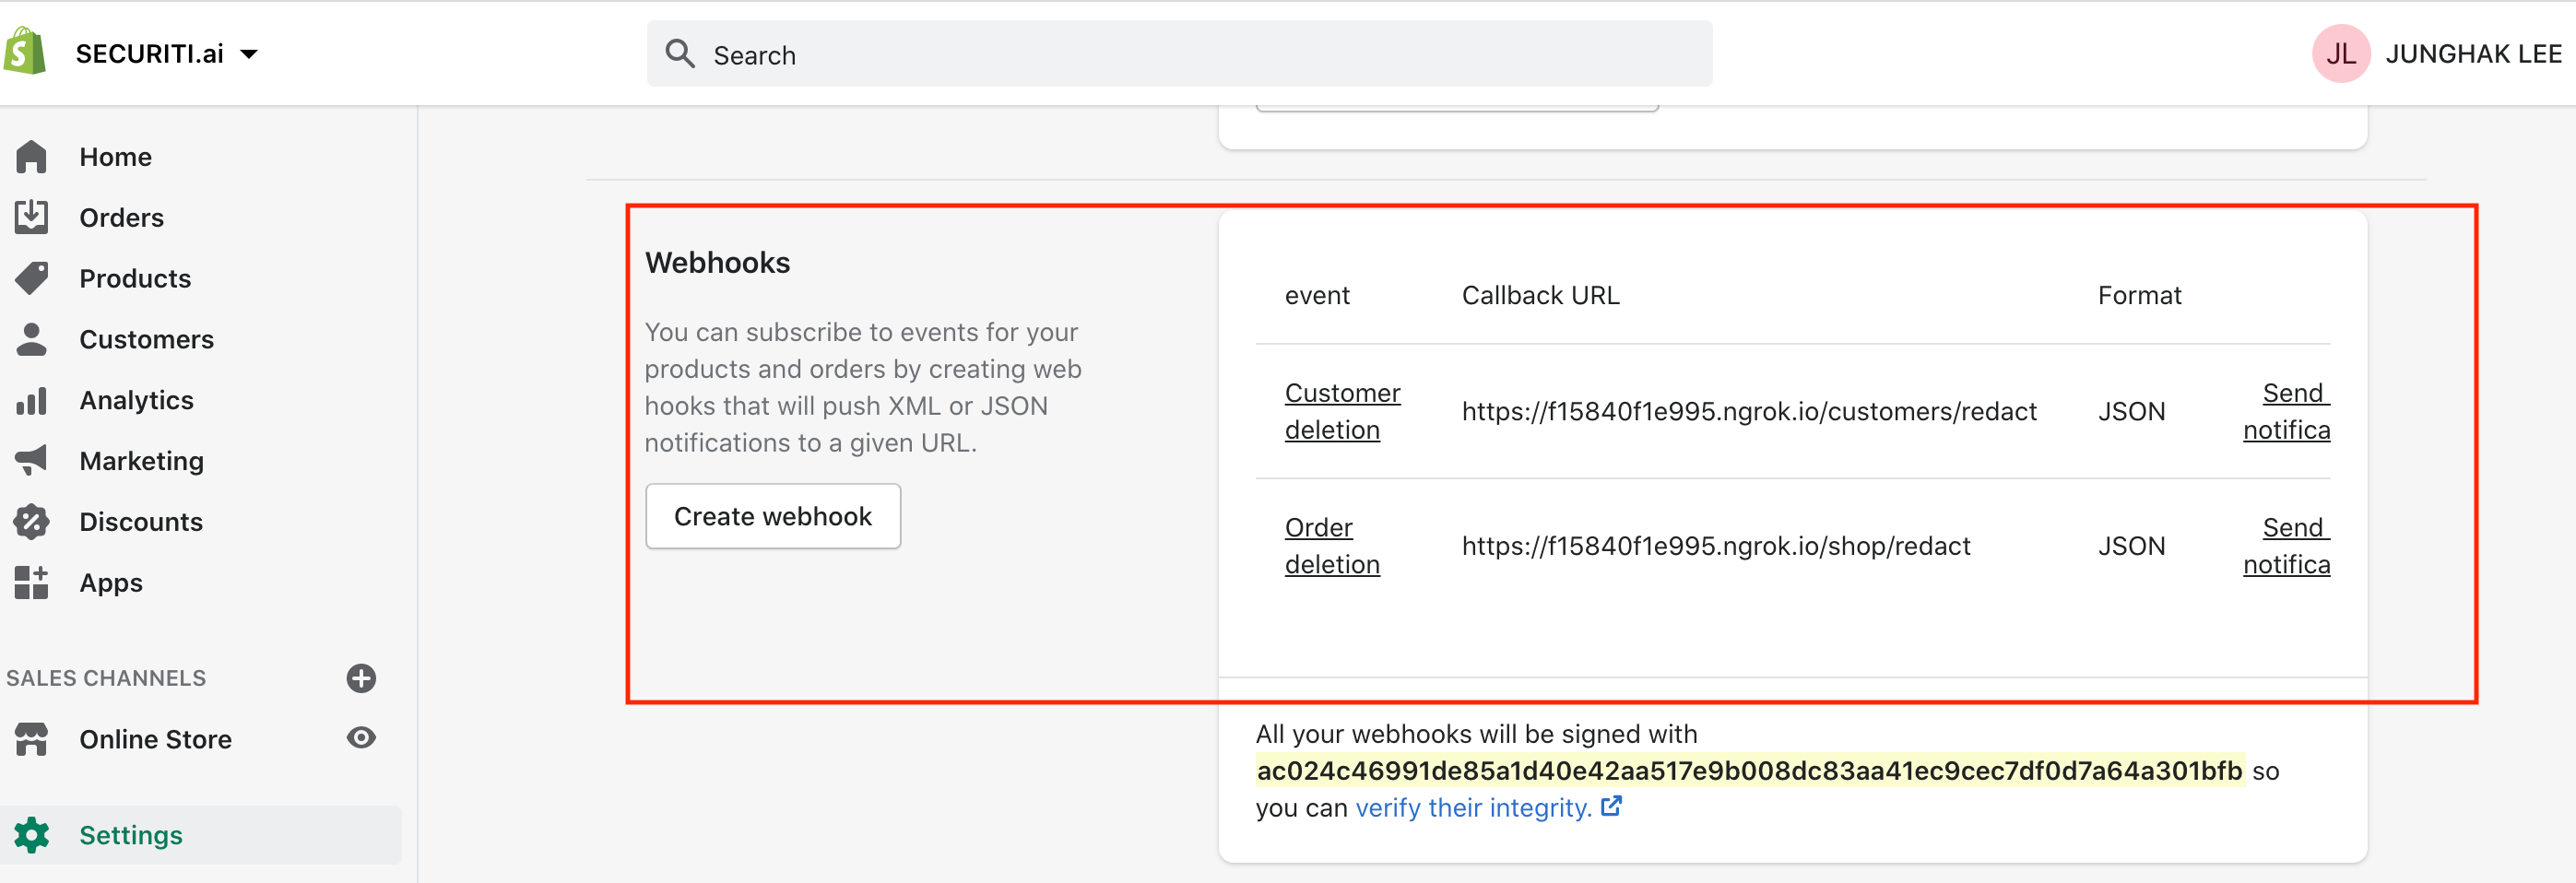 SECURITI.ai
Search
JL JUNGHAK LEE
Home
Orders
Products
Customers
Analytics
Marketing
Discounts
Apps
SALES CHANNELS
Online Store
Settings
Webhooks
You can subscribe to events for your
products and orders by creating web
hooks that will push XML or JSON
notifications to a given URL.
Create webhook
event Callback URL Format
Customer
deletion
https://f15840f1e995.ngrok.io/customers/redact
JSON
Send
notifica
Order
deletion
https://f15840f1e995.ngrok.io/shop/redact
JSON
Send
notifica
All your webhooks will be signed with
ac024c46991de85a1d40e42aa517e9b008dc83aa41ec9cec7df0d7a64a301bfb so
you can verify their integrity.